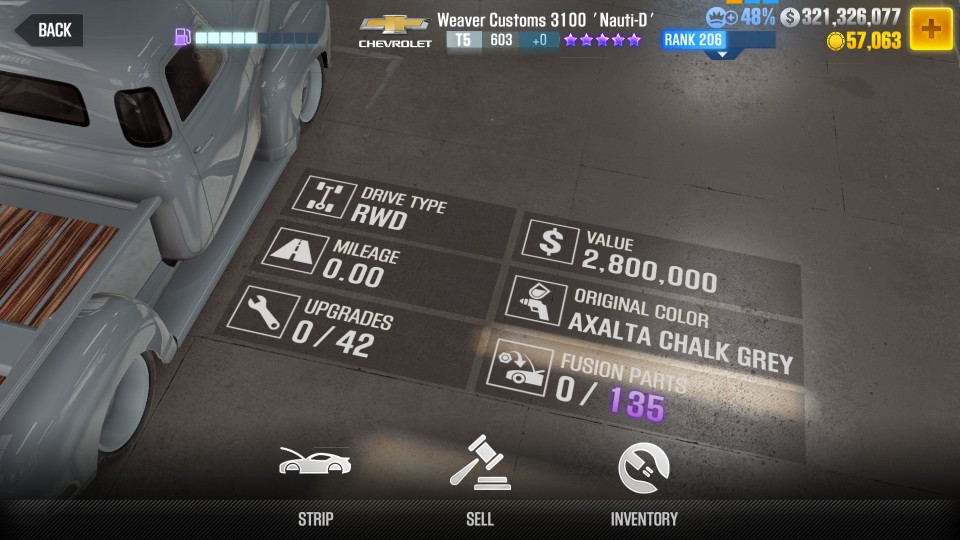 BACK
CHEVROLET
Weaver Customs 3100 'Nauti-D'
T5 603 +0
RANK 206
48%
$ 321,326,077
57,063
DRIVE TYPE
RWD
MILEAGE
0.00
UPGRADES
0 / 42
$
VALUE
2,800,000
ORIGINAL COLOR
AXALTA CHALK GREY
FUSION PARTS
0 / 135
STRIP
SELL
INVENTORY